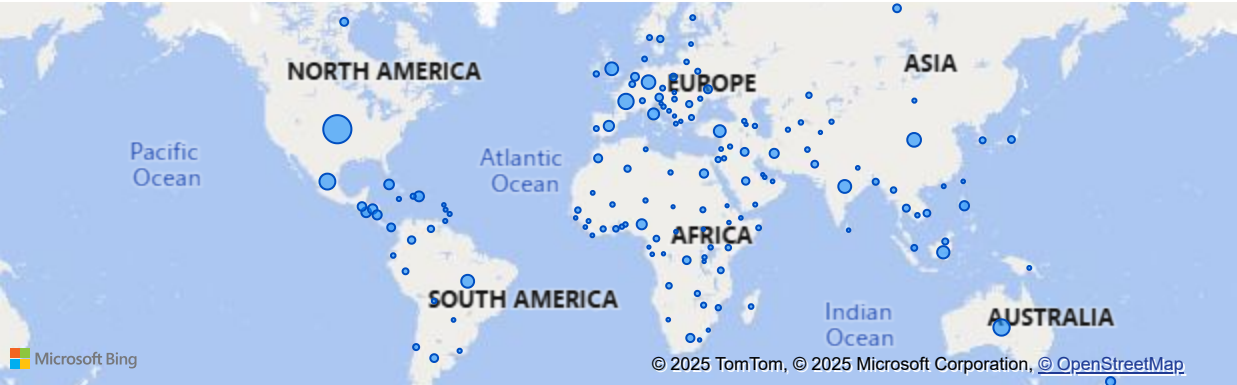 NORTH AMERICA
EUROPE
ASIA
Pacific
Ocean
Atlantic
Ocean
AFRICA
SOUTH AMERICA
Indian
Ocean
AUSTRALIA
Microsoft Bing
© 2025 TomTom, © 2025 Microsoft Corporation, © OpenStreetMap